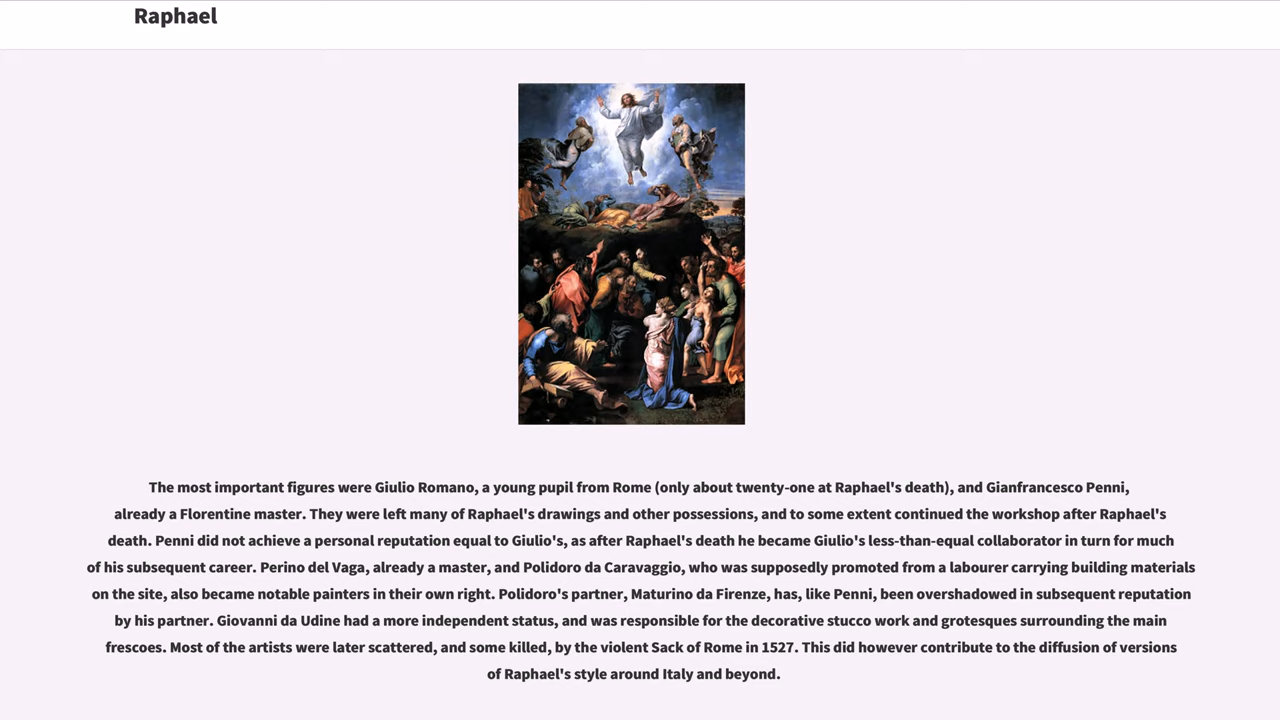 Raphael
The most important figures were Giulio Romano, a young pupil from Rome (only about twenty-one at Raphael's death), and Gianfrancesco Penni,
already a Florentine master. They were left many of Raphael's drawings and other possessions, and to some extent continued the workshop after Raphael's
death. Penni did not achieve a personal reputation equal to Giulio's, as after Raphael's death he became Giulio's less-than-equal collaborator in turn for much
of his subsequent career. Perino del Vaga, already a master, and Polidoro da Caravaggio, who was supposedly promoted from a labourer carrying building materials
on the site, also became notable painters in their own right. Polidoro's partner, Maturino da Firenze, has, like Penni, been overshadowed in subsequent reputation
by his partner. Giovanni da Udine had a more independent status, and was responsible for the decorative stucco work and grotesques surrounding the main
frescoes. Most of the artists were later scattered, and some killed, by the violent Sack of Rome in 1527. This did however contribute to the diffusion of versions
of Raphael's style around Italy and beyond.